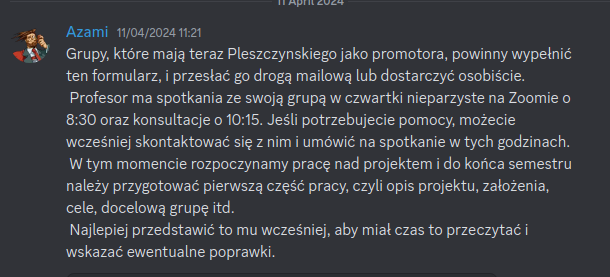 11 April 2024
Azami 11/04/2024 11:21
Grupy, które mają teraz Pleszczynskiego jako promotora, powinny wypełnić
ten formularz, i przesłać go drogą mailową lub dostarczyć osobiście.
Profesor ma spotkania ze swoją grupą w czwartki nieparzyste na Zoomie o
8:30 oraz konsultacje o 10:15. Jeśli potrzebujecie pomocy, możecie
wcześniej skontaktować się z nim i umówić na spotkanie w tych godzinach.
W tym momencie rozpoczynamy pracę nad projektem i do końca semestru
należy przygotować pierwszą część pracy, czyli opis projektu, założenia,
cele, docelową grupę itd.
Najlepiej przedstawić to mu wcześniej, aby miał czas to przeczytać i
wskazać ewentualne poprawki.